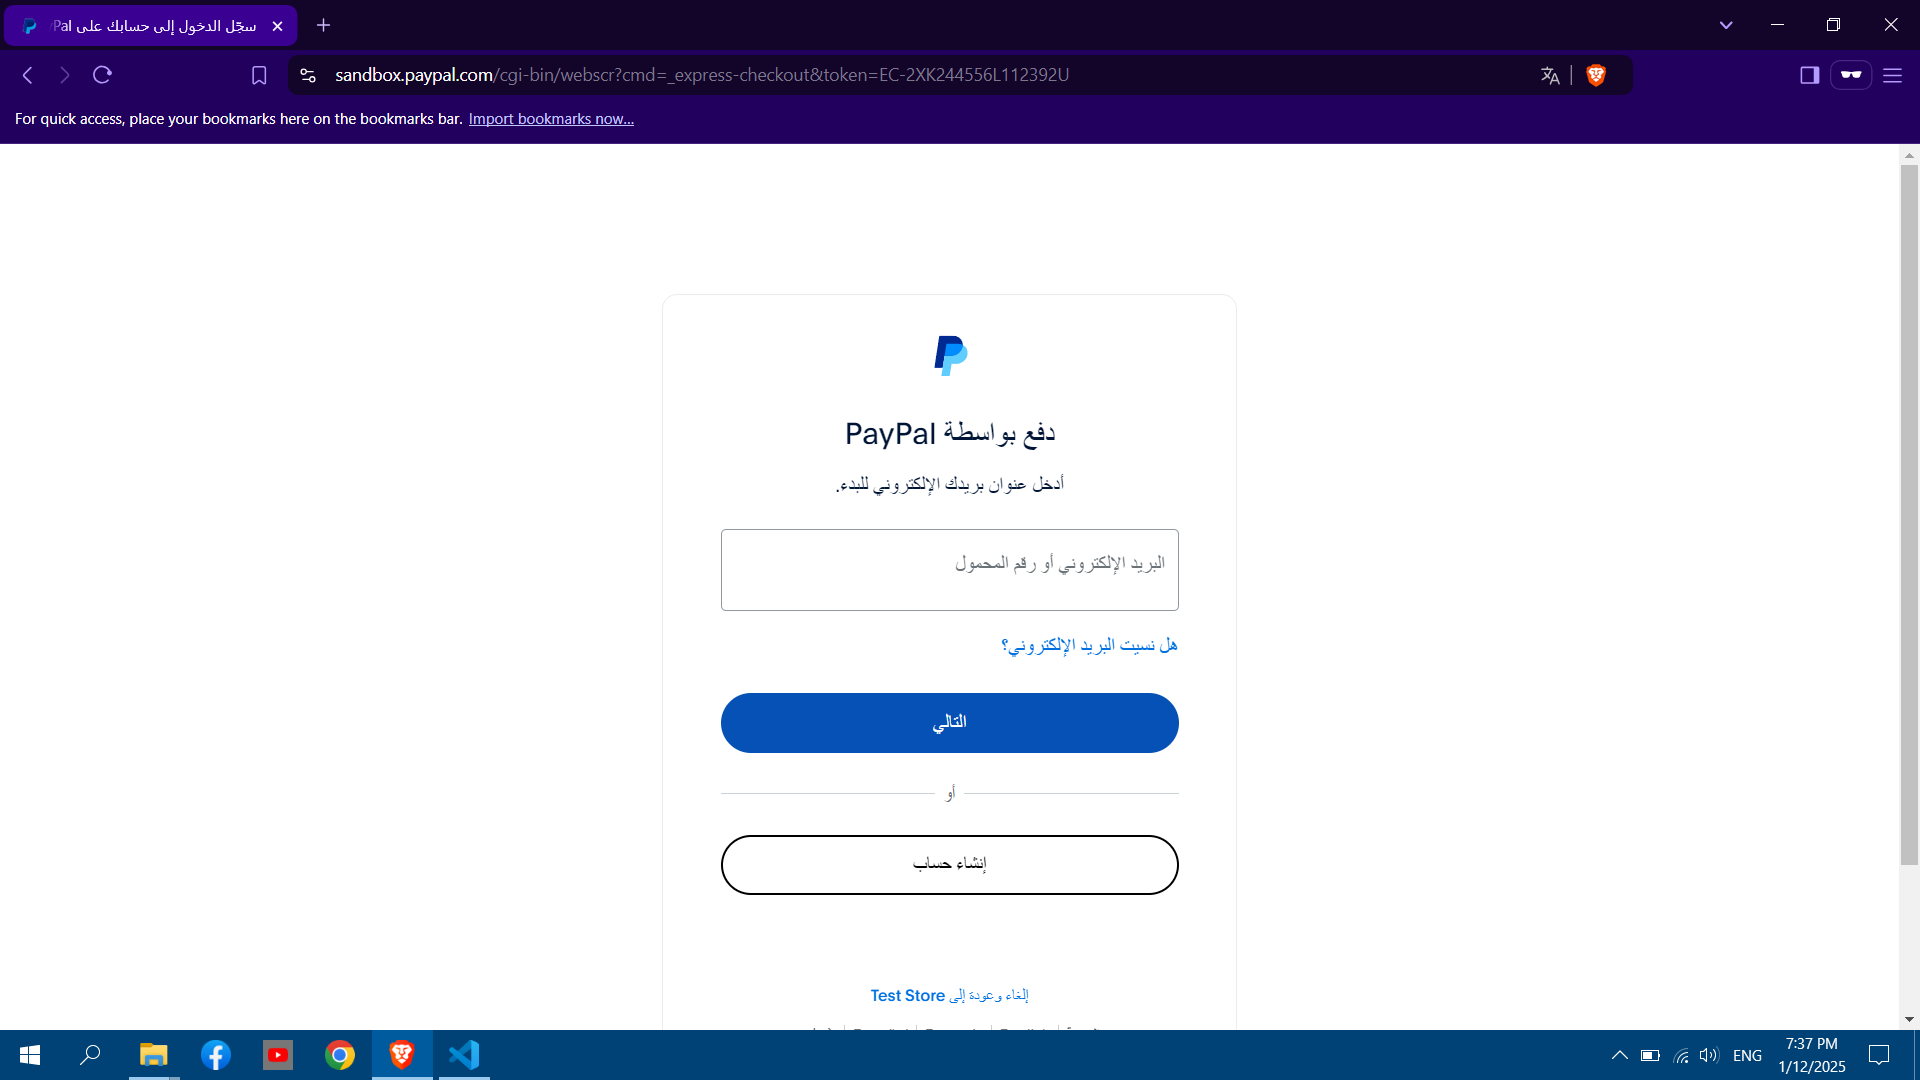 سجّل الدخول إلى حسابك على Pal
sandbox.paypal.com/cgi-bin/webscr?cmd=_express-checkout&token=EC-2XK244556L112392U
For quick access, place your bookmarks here on the bookmarks bar. Import bookmarks now...
دفع بواسطة PayPal
أدخل عنوان بريدك الإلكتروني للبدء.
البريد الإلكتروني أو رقم المحمول
هل نسيت البريد الإلكتروني؟
التالي
أو
إنشاء حساب
إلغاء وعودة إلى Test Store
ENG
7:37 PM
1/12/2025